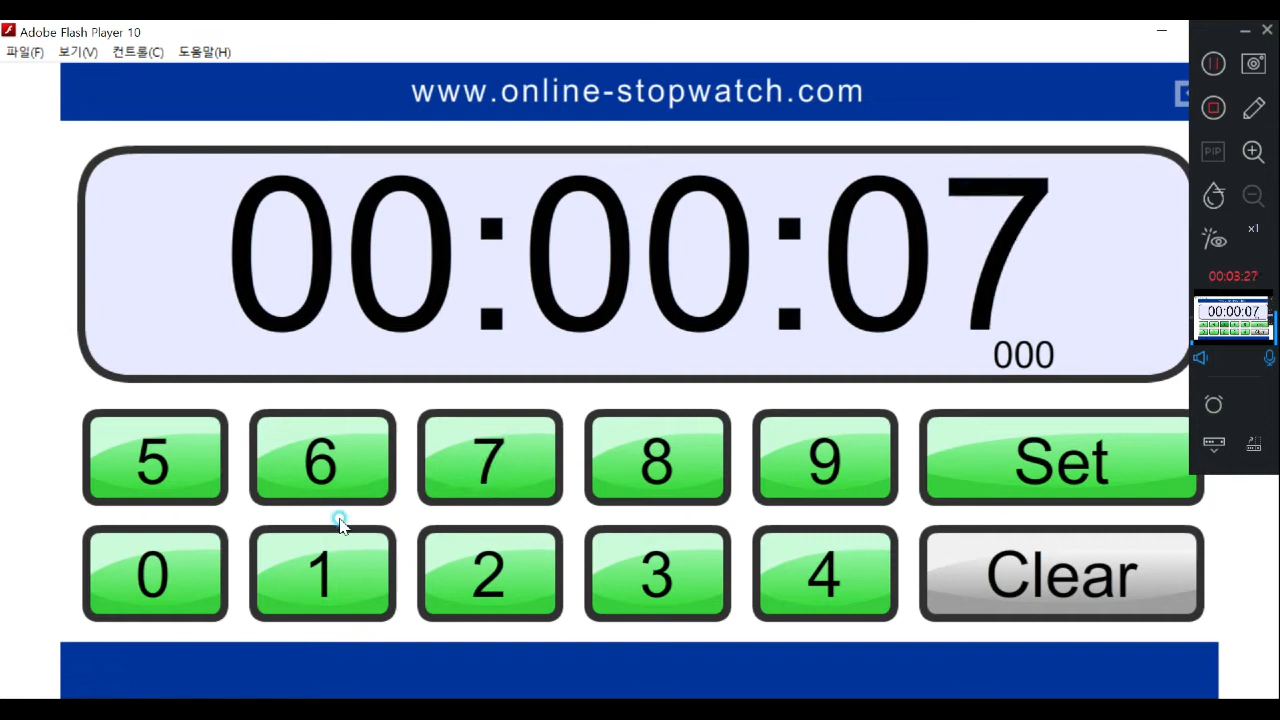 Adobe Flash Player 10
파일(F) 보기(V) 컨트롤(C) 도움말(H)
www.online-stopwatch.com
00:00:07
000
5 6 7 8 9 Set
0 1 2 3 4 Clear
PIP
x1
00:03:27
00:00:07